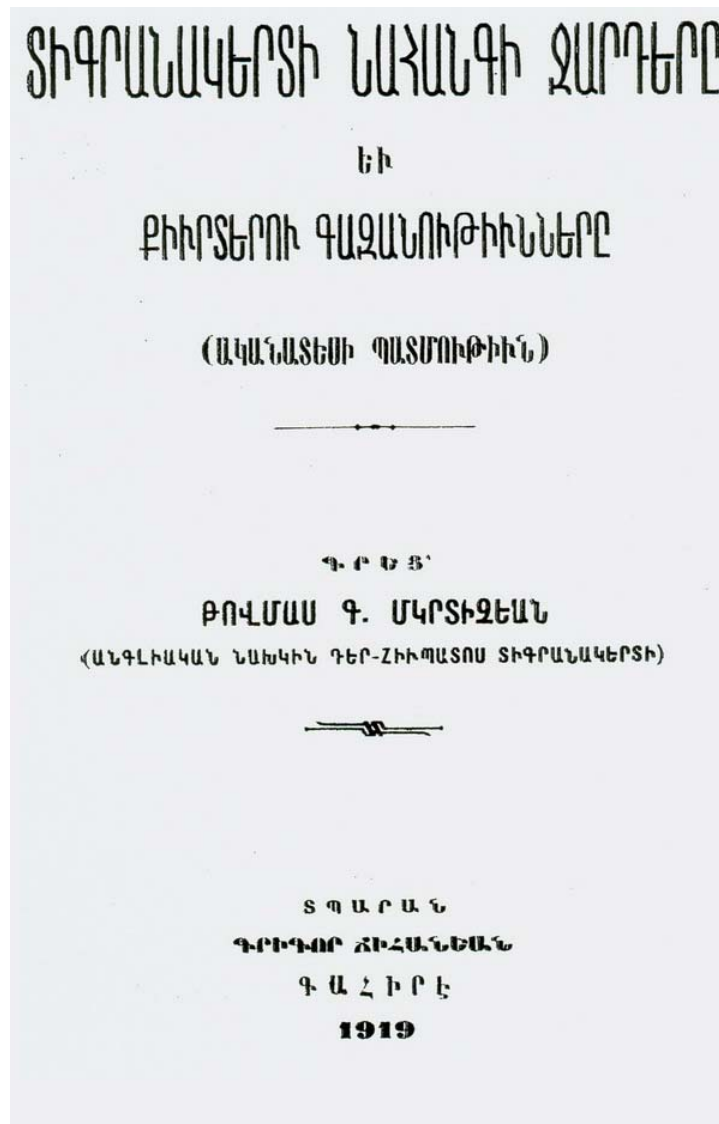 ՏԻԳՐԱՆԱԿԵՐՏԻ ՆԱՀԱՆԳԻ ՋԱՐԴԵՐԸ
ԵՒ
ՔԻՒՐՏԵՐՈՒ ԳԱԶԱՆՈՒԹԻՒՆՆԵՐԸ
(ԱԿԱՆԱՏԵՍԻ ՊԱՏՄՈՒԹԻՒՆ)
ԳՐԵՑ՝
ԹՈՎՄԱՍ Գ. ՄԿՐՏԻՉԵԱՆ
(ԱՆԳԼԻԱԿԱՆ ՆԱԽԿԻՆ ԴԵՐ-ՀԻՒՊԱՏՈՍ ՏԻԳՐԱՆԱԿԵՐՏԻ)
ՏՊԱՐԱՆ
ԳՐԻԳՈՐ ՃԻՀԱՆԵԱՆ
ԳԱՀԻՐԷ
1919